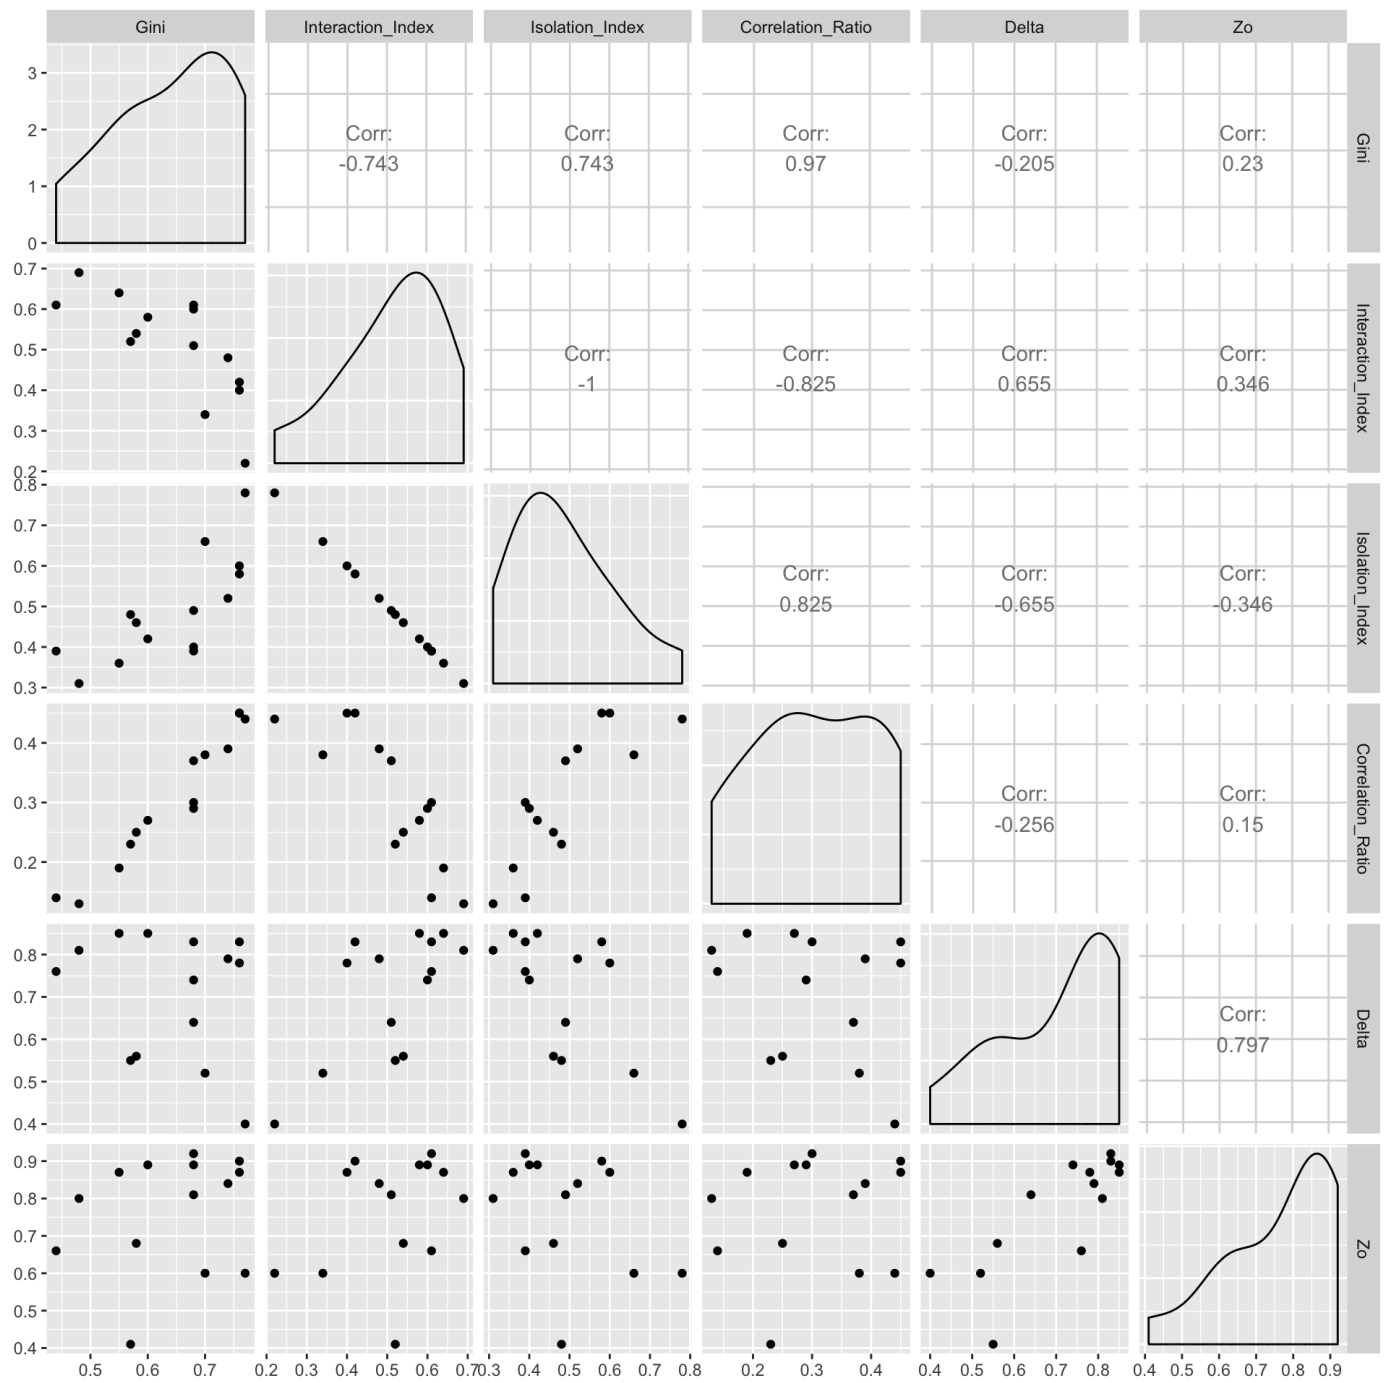 Gini Interaction_Index Isolation_Index Correlation_Ratio Delta Zo
3
2
1
0
Corr:
-0.743
Corr:
0.743
Corr:
0.97
Corr:
-0.205
Corr:
0.23
Gini
0.7
0.6
0.5
0.4
0.3
0.2
Corr:
-1
Corr:
-0.825
Corr:
0.655
Corr:
0.346
Interaction_Index
0.8
0.7
0.6
0.5
0.4
0.3
Corr:
0.825
Corr:
-0.655
Corr:
-0.346
Isolation_Index
0.4
0.3
0.2
Corr:
-0.256
Corr:
0.15
Correlation_Ratio
0.8
0.7
0.6
0.5
0.4
Corr:
0.797
Delta
0.9
0.8
0.7
0.6
0.5
0.4
Zo
0.5 0.6 0.7 0.2 0.3 0.4 0.5 0.6 0.7 0.3 0.4 0.5 0.6 0.7 0.8 0.2 0.3 0.4 0.4 0.5 0.6 0.7 0.8 0.4 0.5 0.6 0.7 0.8 0.9